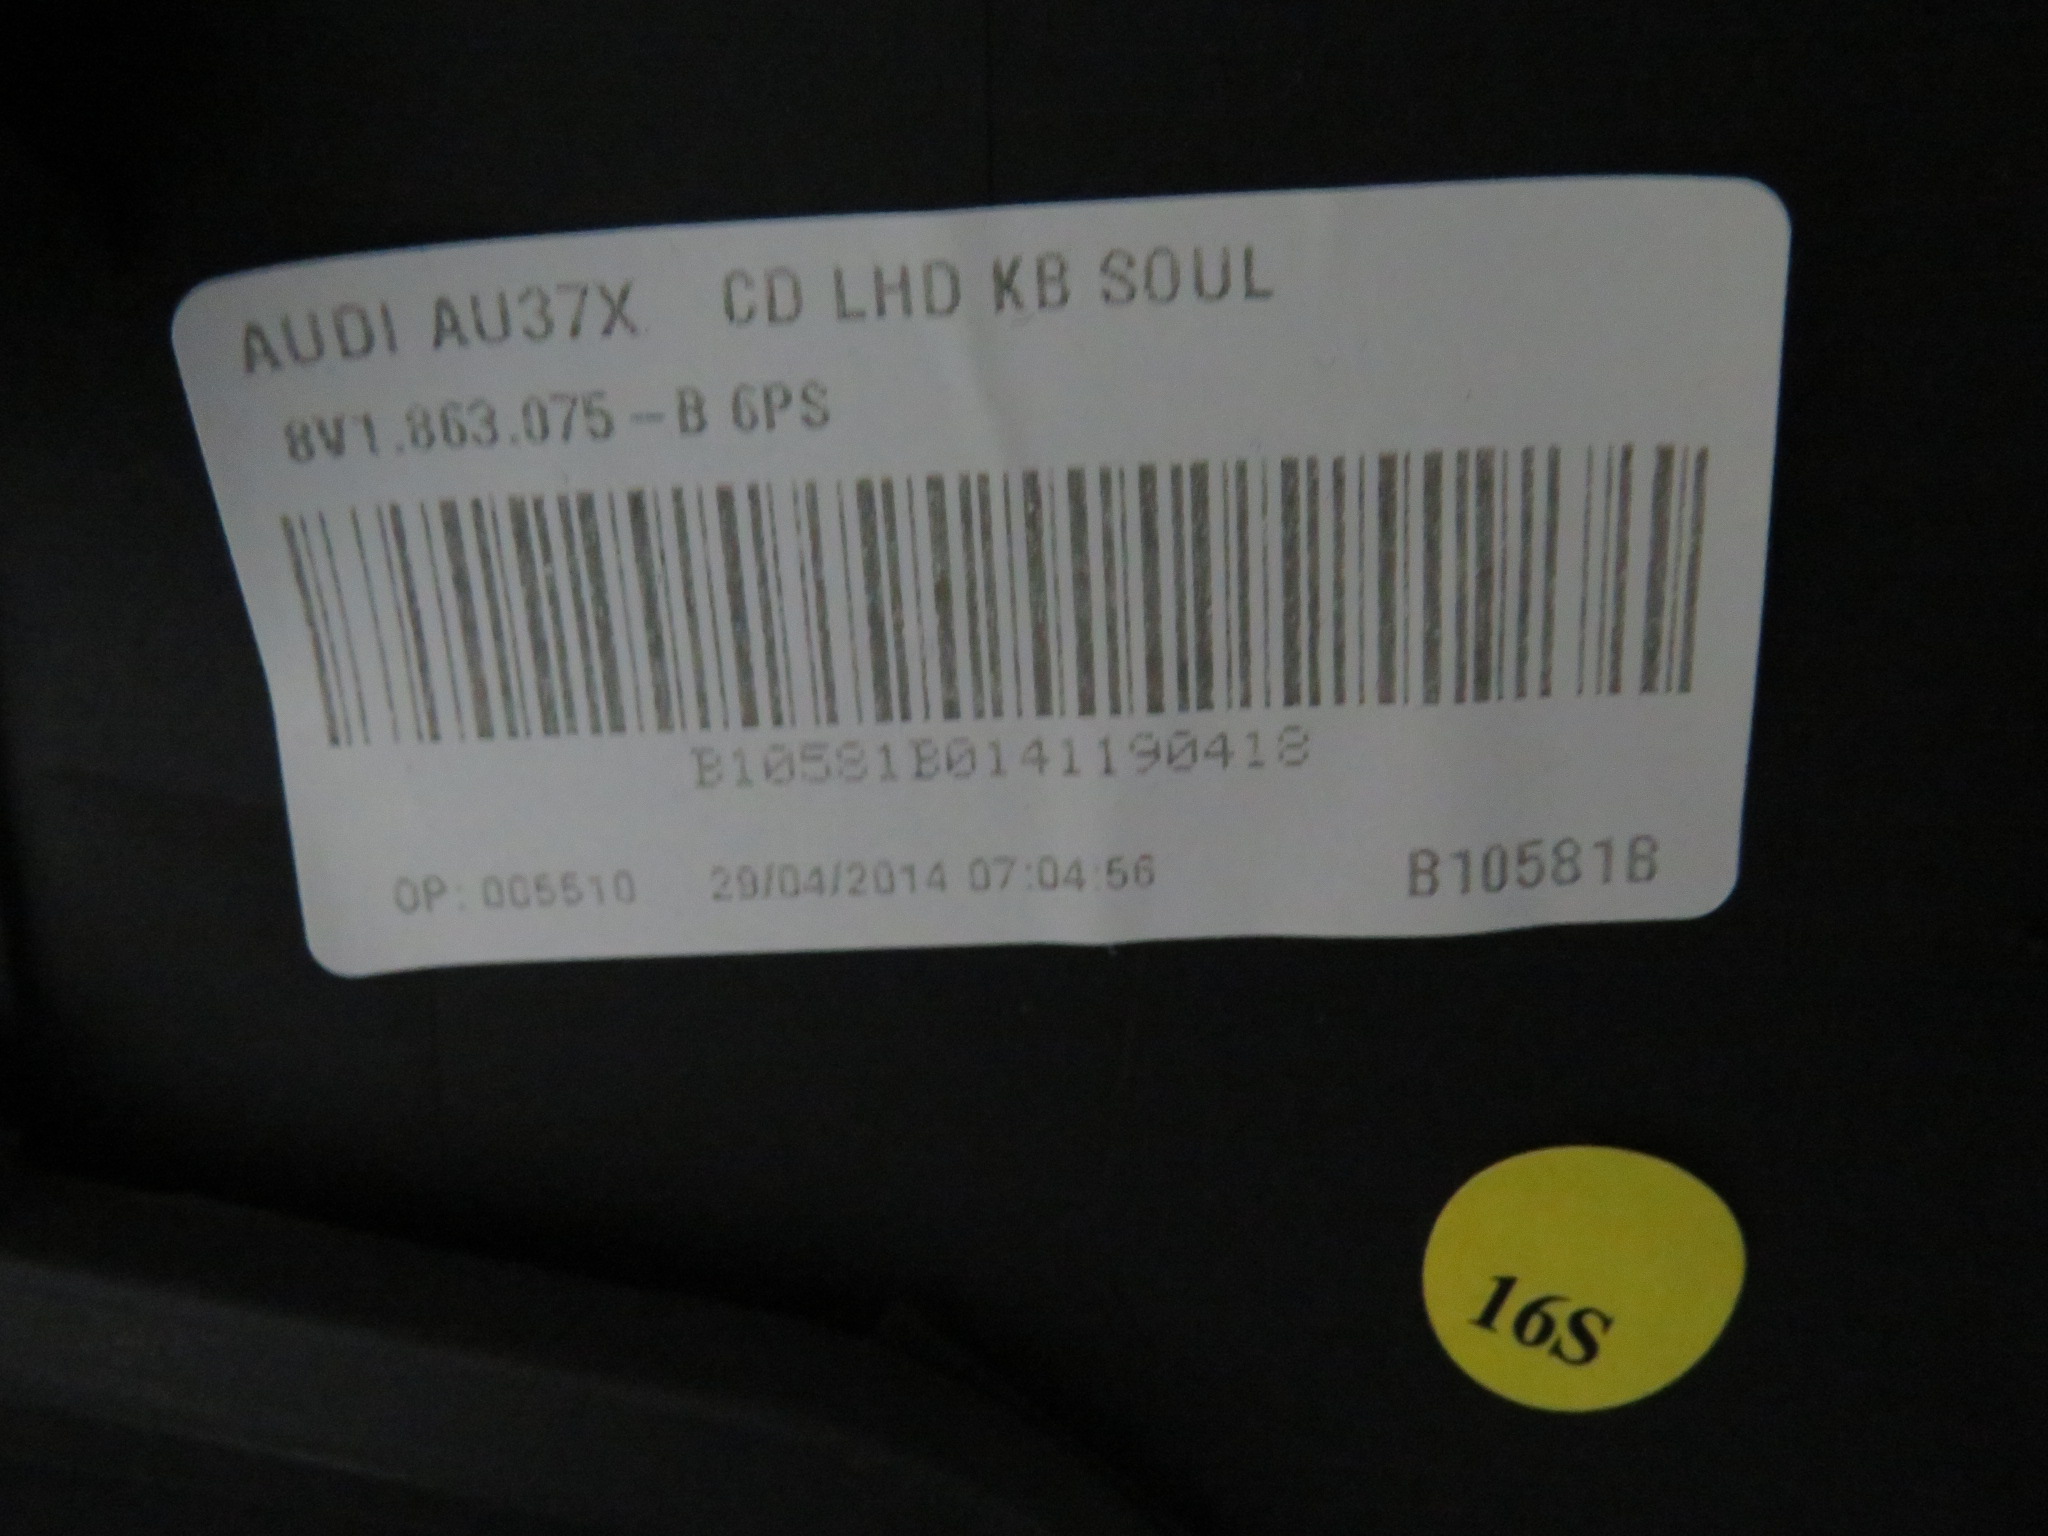 AUDI AU37X CD LHD KB SOUL
8V1.863.075-B 6PS
B10581B0141190418
OP: 005510 29/04/2014 07:04:56 B10581B
16S